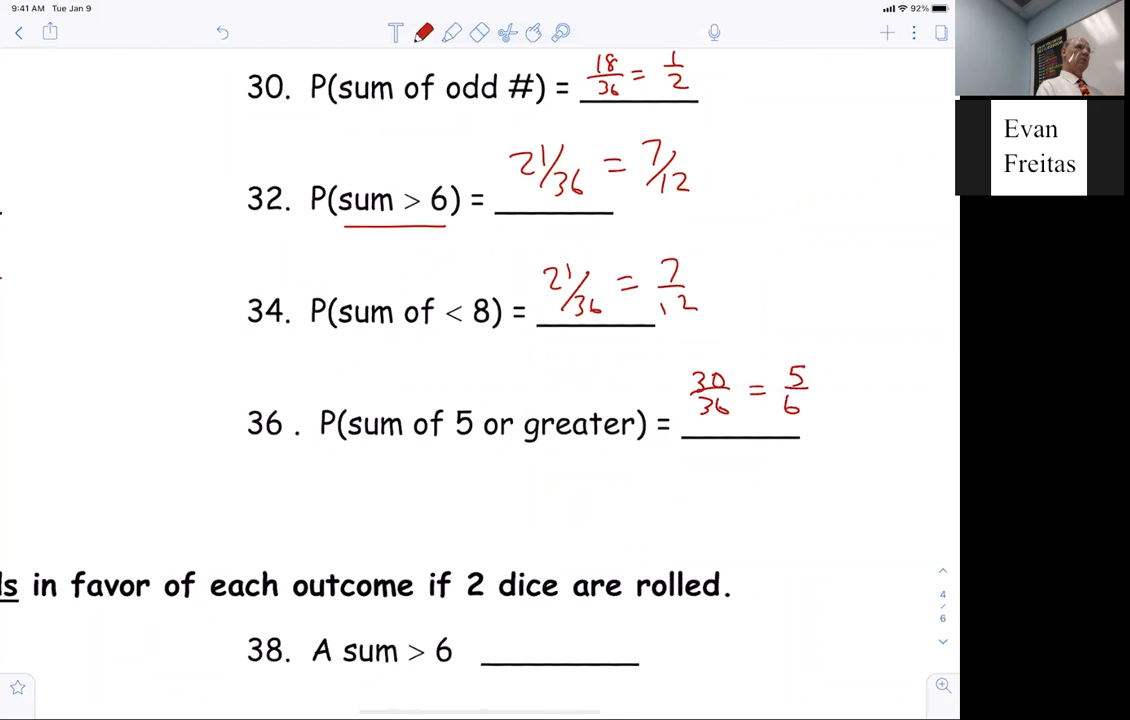 9:41 AM Tue Jan 9
92%
30. P(sum of odd #) = 18/36 = 1/2
32. P(sum > 6) = 21/36 = 7/12
34. P(sum of < 8) = 21/36 = 7/12
36 . P(sum of 5 or greater) = 30/36 = 5/6
ds in favor of each outcome if 2 dice are rolled.
38. A sum > 6
4
/
6
T
Evan
Freitas